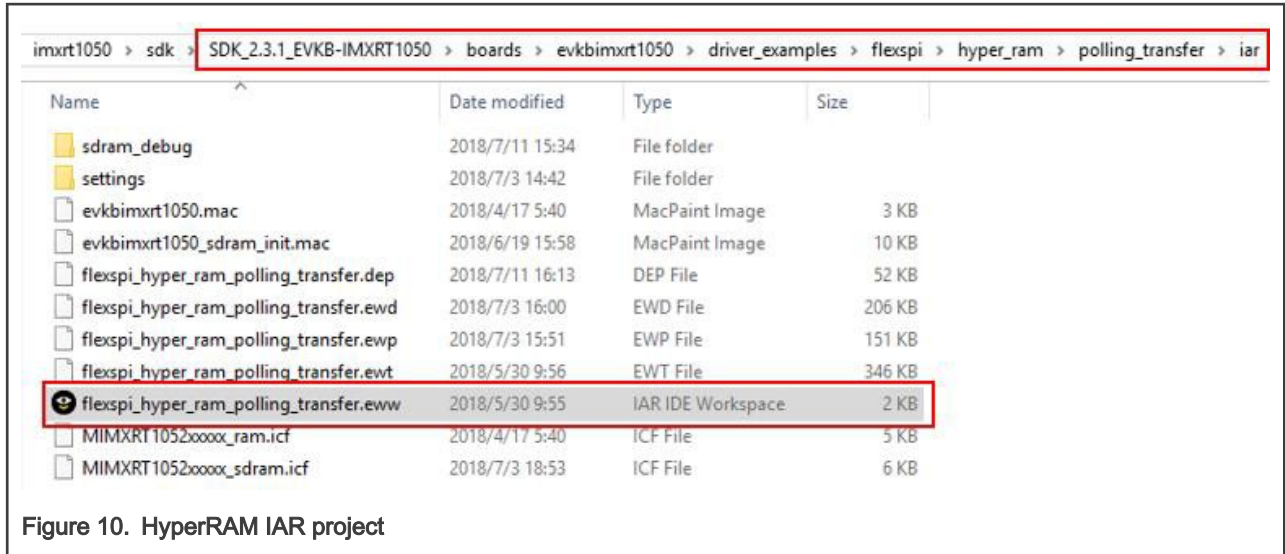 imxrt1050 > sdk > SDK_2.3.1_EVKB-IMXRT1050 > boards > evkbimxrt1050 > driver_examples > flexspi > hyper_ram > polling_transfer > iar
Name Date modified Type Size
sdram_debug 2018/7/11 15:34 File folder
settings 2018/7/3 14:42 File folder
evkbimxrt1050.mac 2018/4/17 5:40 MacPaint Image 3 KB
evkbimxrt1050_sdram_init.mac 2018/6/19 15:58 MacPaint Image 10 KB
flexspi_hyper_ram_polling_transfer.dep 2018/7/11 16:13 DEP File 52 KB
flexspi_hyper_ram_polling_transfer.ewd 2018/7/3 16:00 EWD File 206 KB
flexspi_hyper_ram_polling_transfer.ewp 2018/7/3 15:51 EWP File 151 KB
flexspi_hyper_ram_polling_transfer.ewt 2018/5/30 9:56 EWT File 346 KB
flexspi_hyper_ram_polling_transfer.eww 2018/5/30 9:55 IAR IDE Workspace 2 KB
MIMXRT1052xxxxx_ram.icf 2018/4/17 5:40 ICF File 5 KB
MIMXRT1052xxxxx_sdram.icf 2018/7/3 18:53 ICF File 6 KB
Figure 10. HyperRAM IAR project